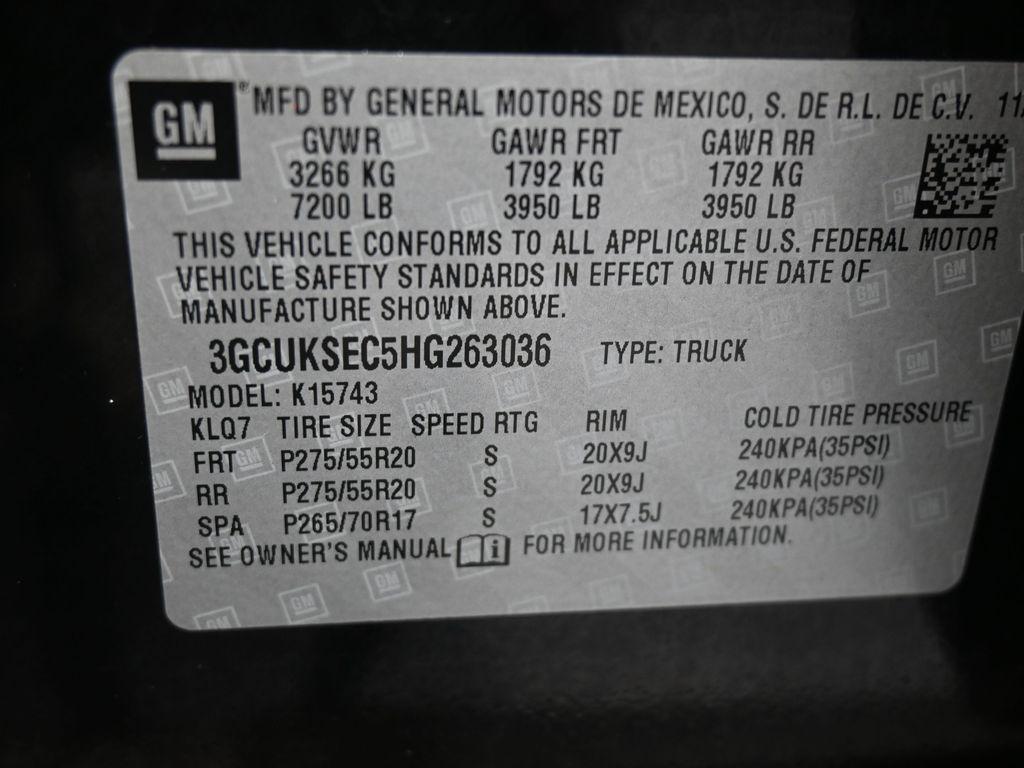 GM® MFD BY GENERAL MOTORS DE MEXICO, S. DE R.L. DE C.V. 11
GVWR GAWR FRT GAWR RR
3266 KG 1792 KG 1792 KG
7200 LB 3950 LB 3950 LB
THIS VEHICLE CONFORMS TO ALL APPLICABLE U.S. FEDERAL MOTOR
VEHICLE SAFETY STANDARDS IN EFFECT ON THE DATE OF
MANUFACTURE SHOWN ABOVE.
3GCUKSEC5HG263036 TYPE: TRUCK
MODEL: K15743
KLQ7 TIRE SIZE SPEED RTG RIM COLD TIRE PRESSURE
FRT P275/55R20 S 20X9J 240KPA(35PSI)
RR P275/55R20 S 20X9J 240KPA(35PSI)
SPA P265/70R17 S 17X7.5J 240KPA(35PSI)
SEE OWNER'S MANUAL i FOR MORE INFORMATION.